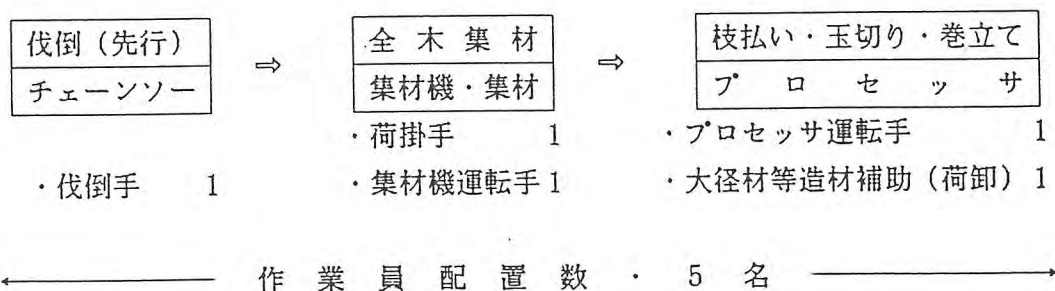 伐倒（先行） ⇨ 全木集材 ⇨ 枝払い・玉切り・巻立て
チェーンソー 集材機・集材 プロセッサ
・荷掛手 1 ・プロセッサ運転手 1
・伐倒手 1 ・集材機運転手 1 ・大径材等造材補助（荷卸） 1
作業員配置数・5名